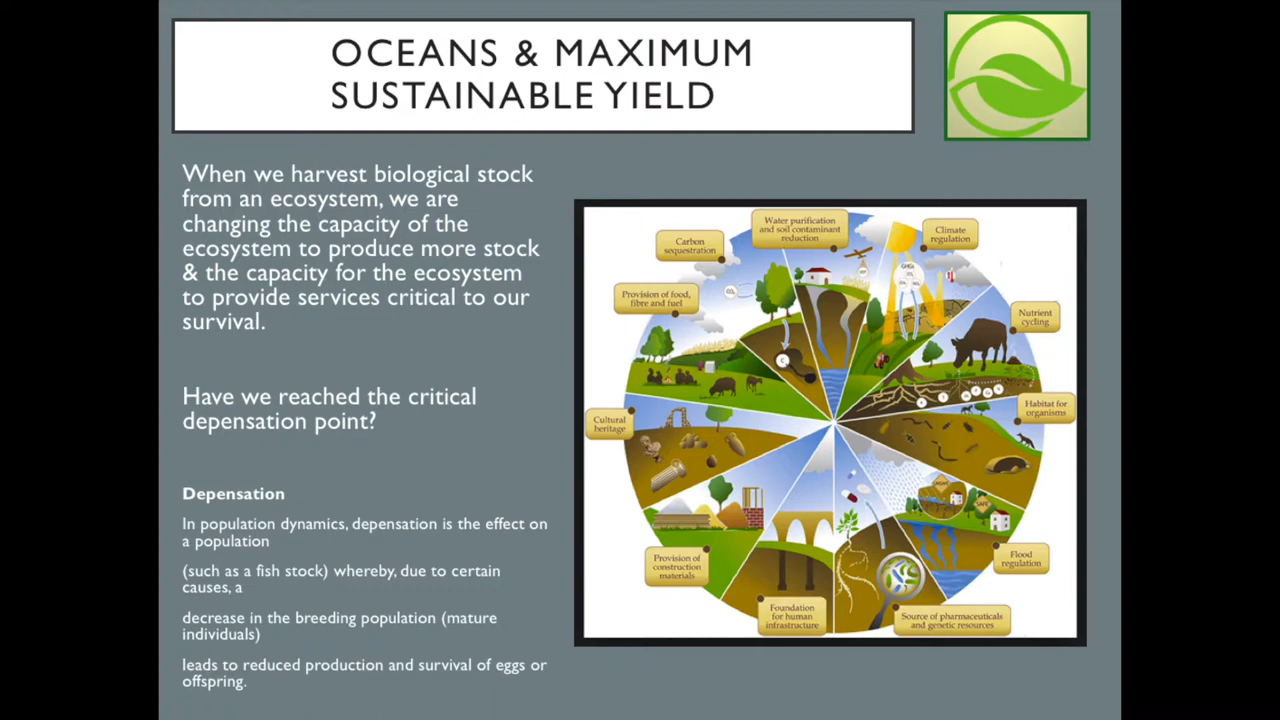 OCEANS & MAXIMUM
SUSTAINABLE YIELD
When we harvest biological stock
from an ecosystem, we are
changing the capacity of the
ecosystem to produce more stock
& the capacity for the ecosystem
to provide services critical to our
survival.
Have we reached the critical
depensation point?
Depensation
In population dynamics, depensation is the effect on
a population
(such as a fish stock) whereby, due to certain
causes, a
decrease in the breeding population (mature
individuals)
leads to reduced production and survival of eggs or
offspring.
Water purification
and soil contaminant
reduction
Climate
regulation
Carbon
sequestration
Provision of food,
fibre and fuel
Nutrient
cycling
Habitat for
organisms
Cultural
heritage
Flood
regulation
Provision of
construction
materials
Foundation
for human
infrastructure
Source of pharmaceuticals
and genetic resources